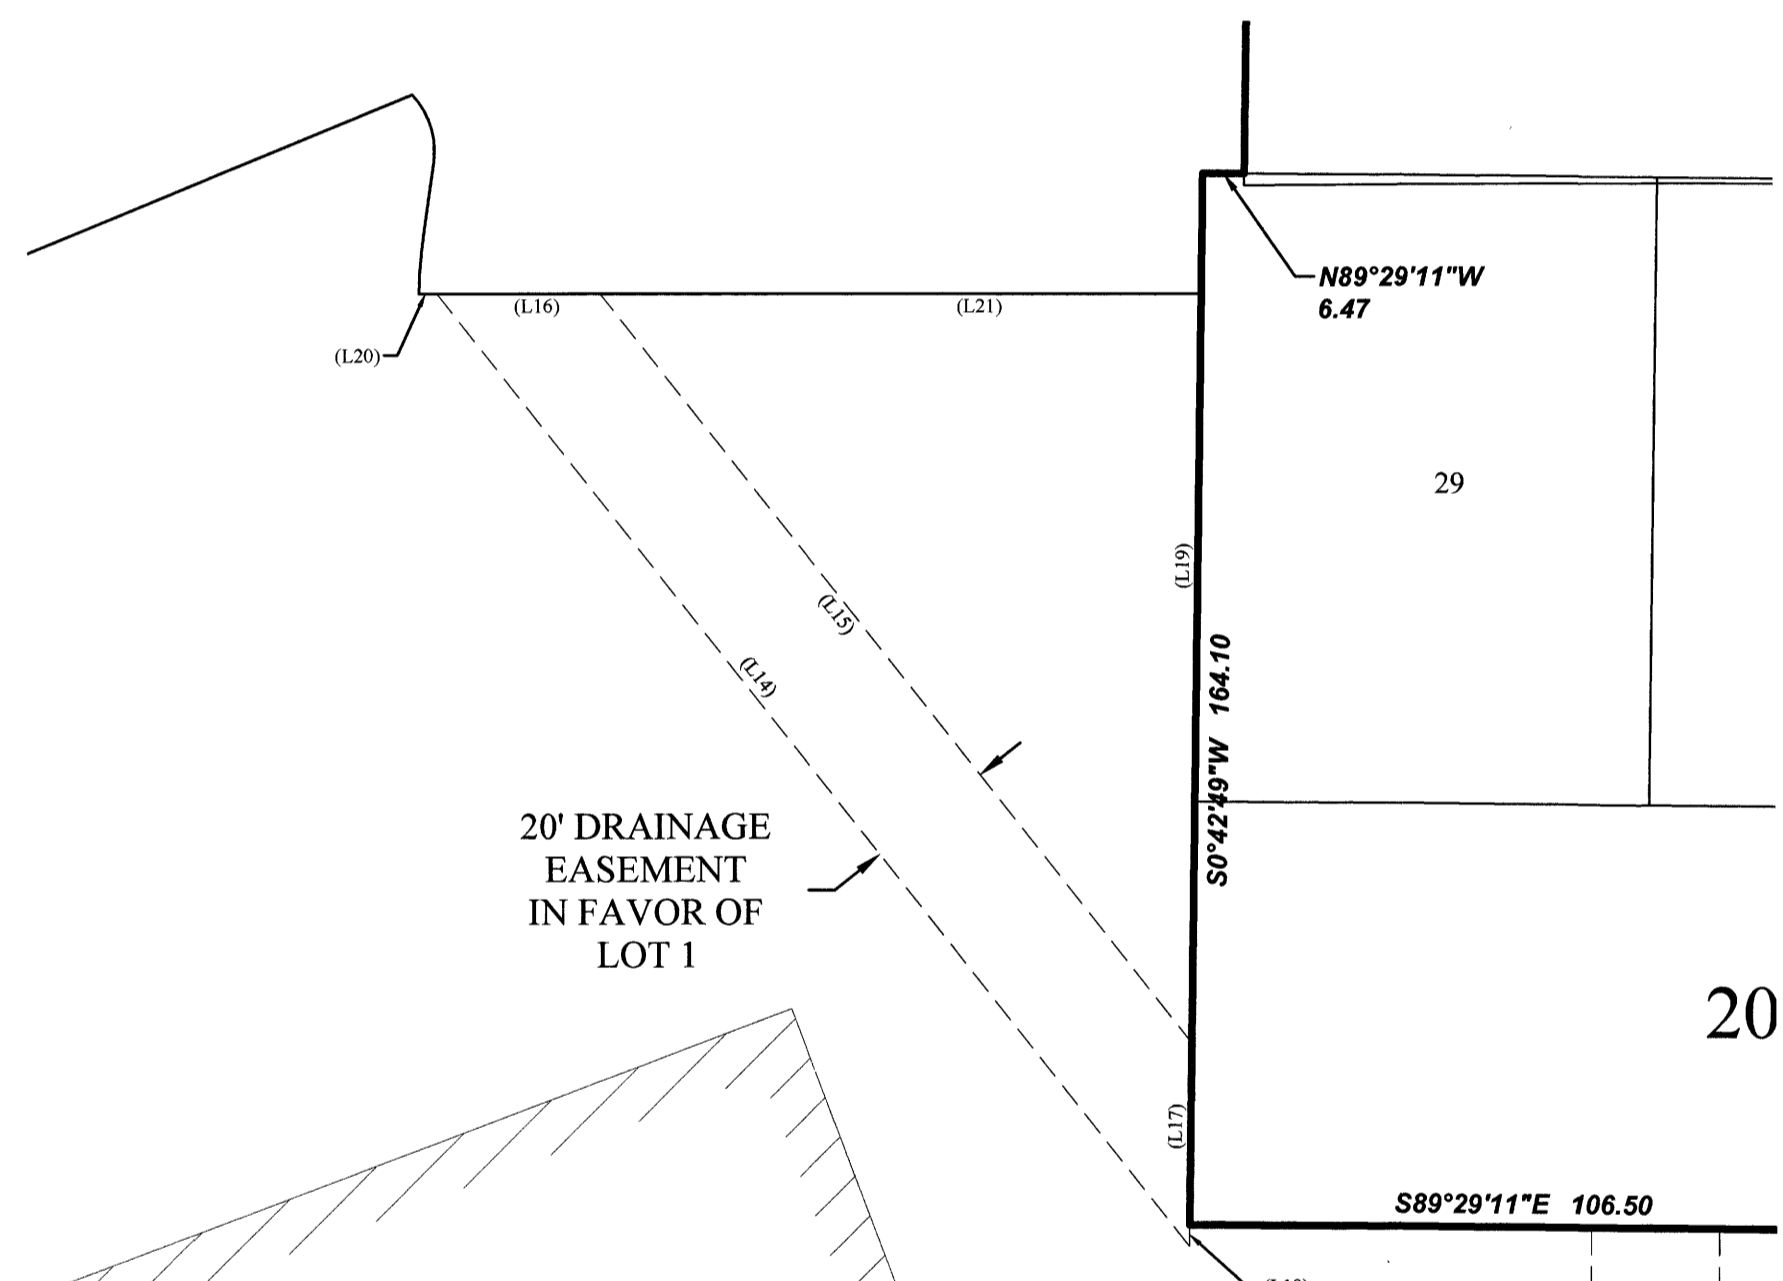 N89°29'11"W
6.47
(L16)
(L21)
(L20)
29
(L19)
(L15)
(L14)
S0°42'49"W 164.10
20' DRAINAGE
EASEMENT
IN FAVOR OF
LOT 1
20
(L17)
S89°29'11"E 106.50